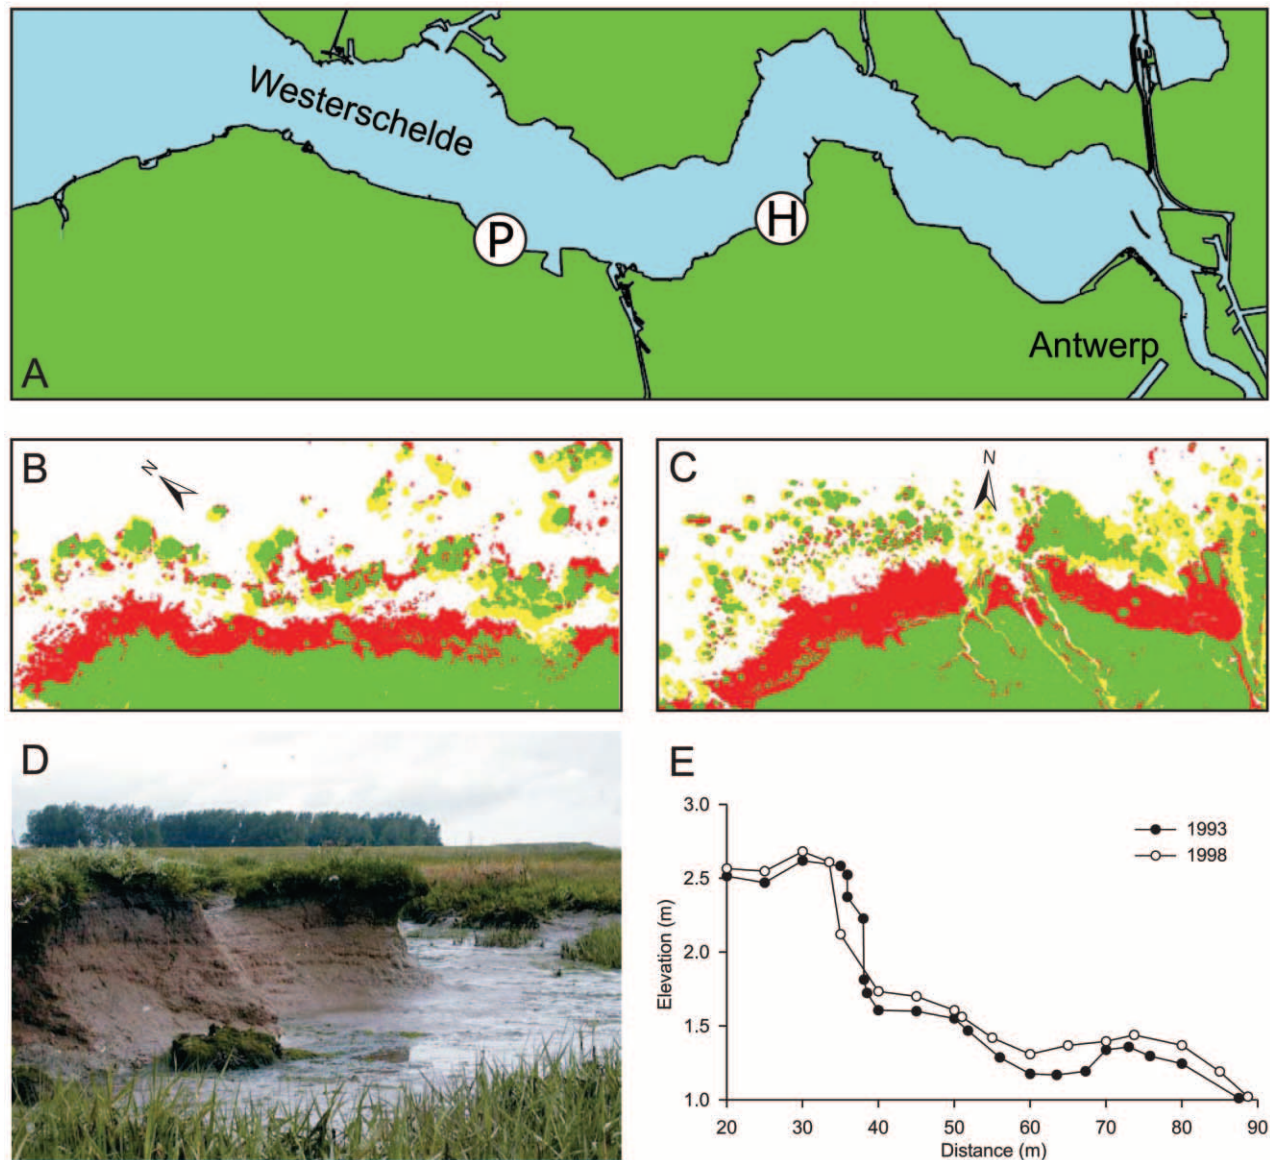 Westerschelde
P
H
Antwerp
A
B
N
C
N
D
E
3.0
2.5
2.0
1.5
1.0
Elevation (m)
1993
1998
20 30 40 50 60 70 80 90
Distance (m)